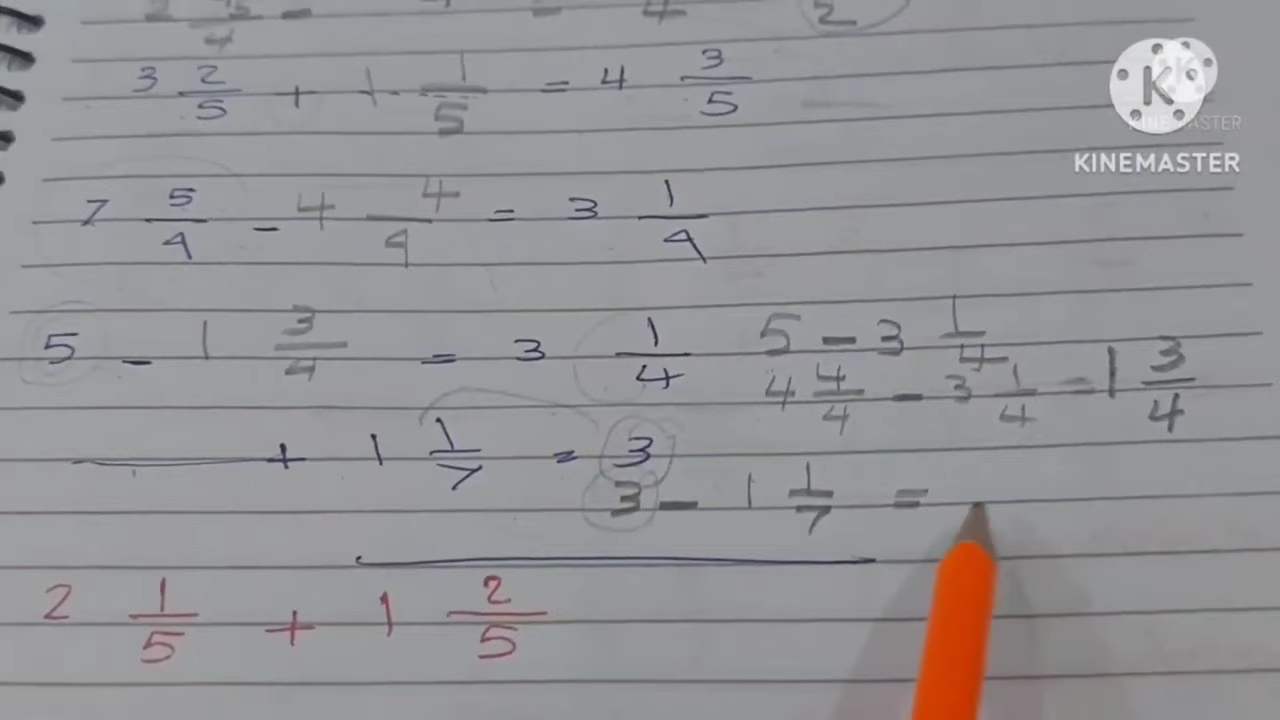 3 2/5 + 1 1/5 = 4 3/5
7 5/4 - 4 4/4 = 3 1/4
5 - 1 3/4 = 3 1/4
5 - 3 1/4
4 4/4 - 3 1/4 = 1 3/4
____ + 1 1/7 = 3
3 - 1 1/7 =
2 1/5 + 1 2/5
K
KINEMASTER
KINEMASTER